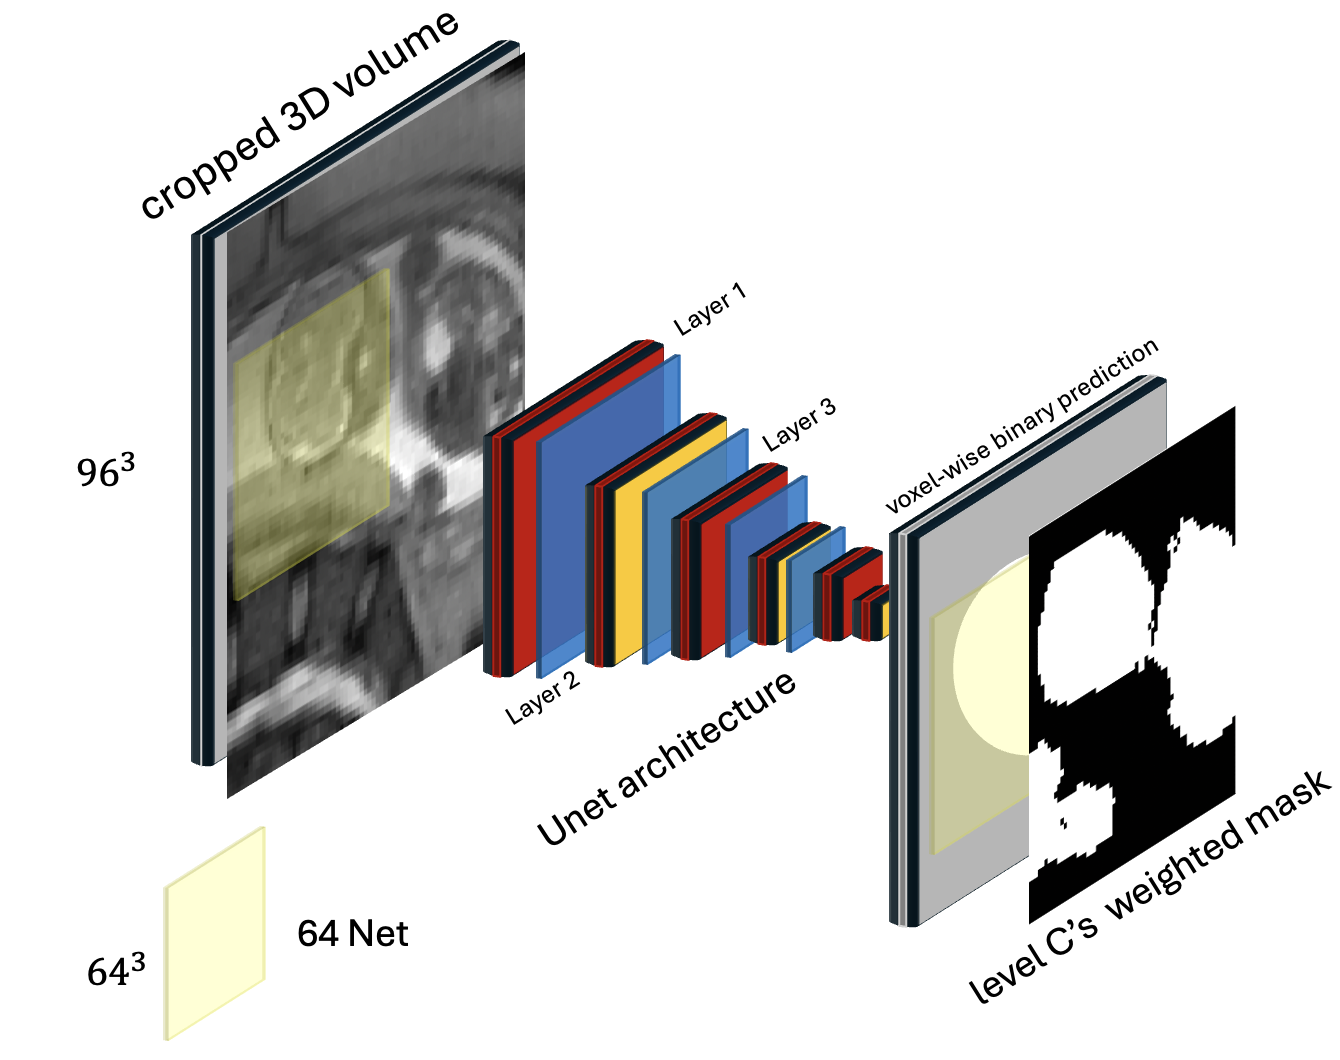 cropped 3D volume
96³
Layer 1
Layer 3
voxel-wise binary prediction
Layer 2
Unet architecture
level C’s  weighted mask
64 Net
64³